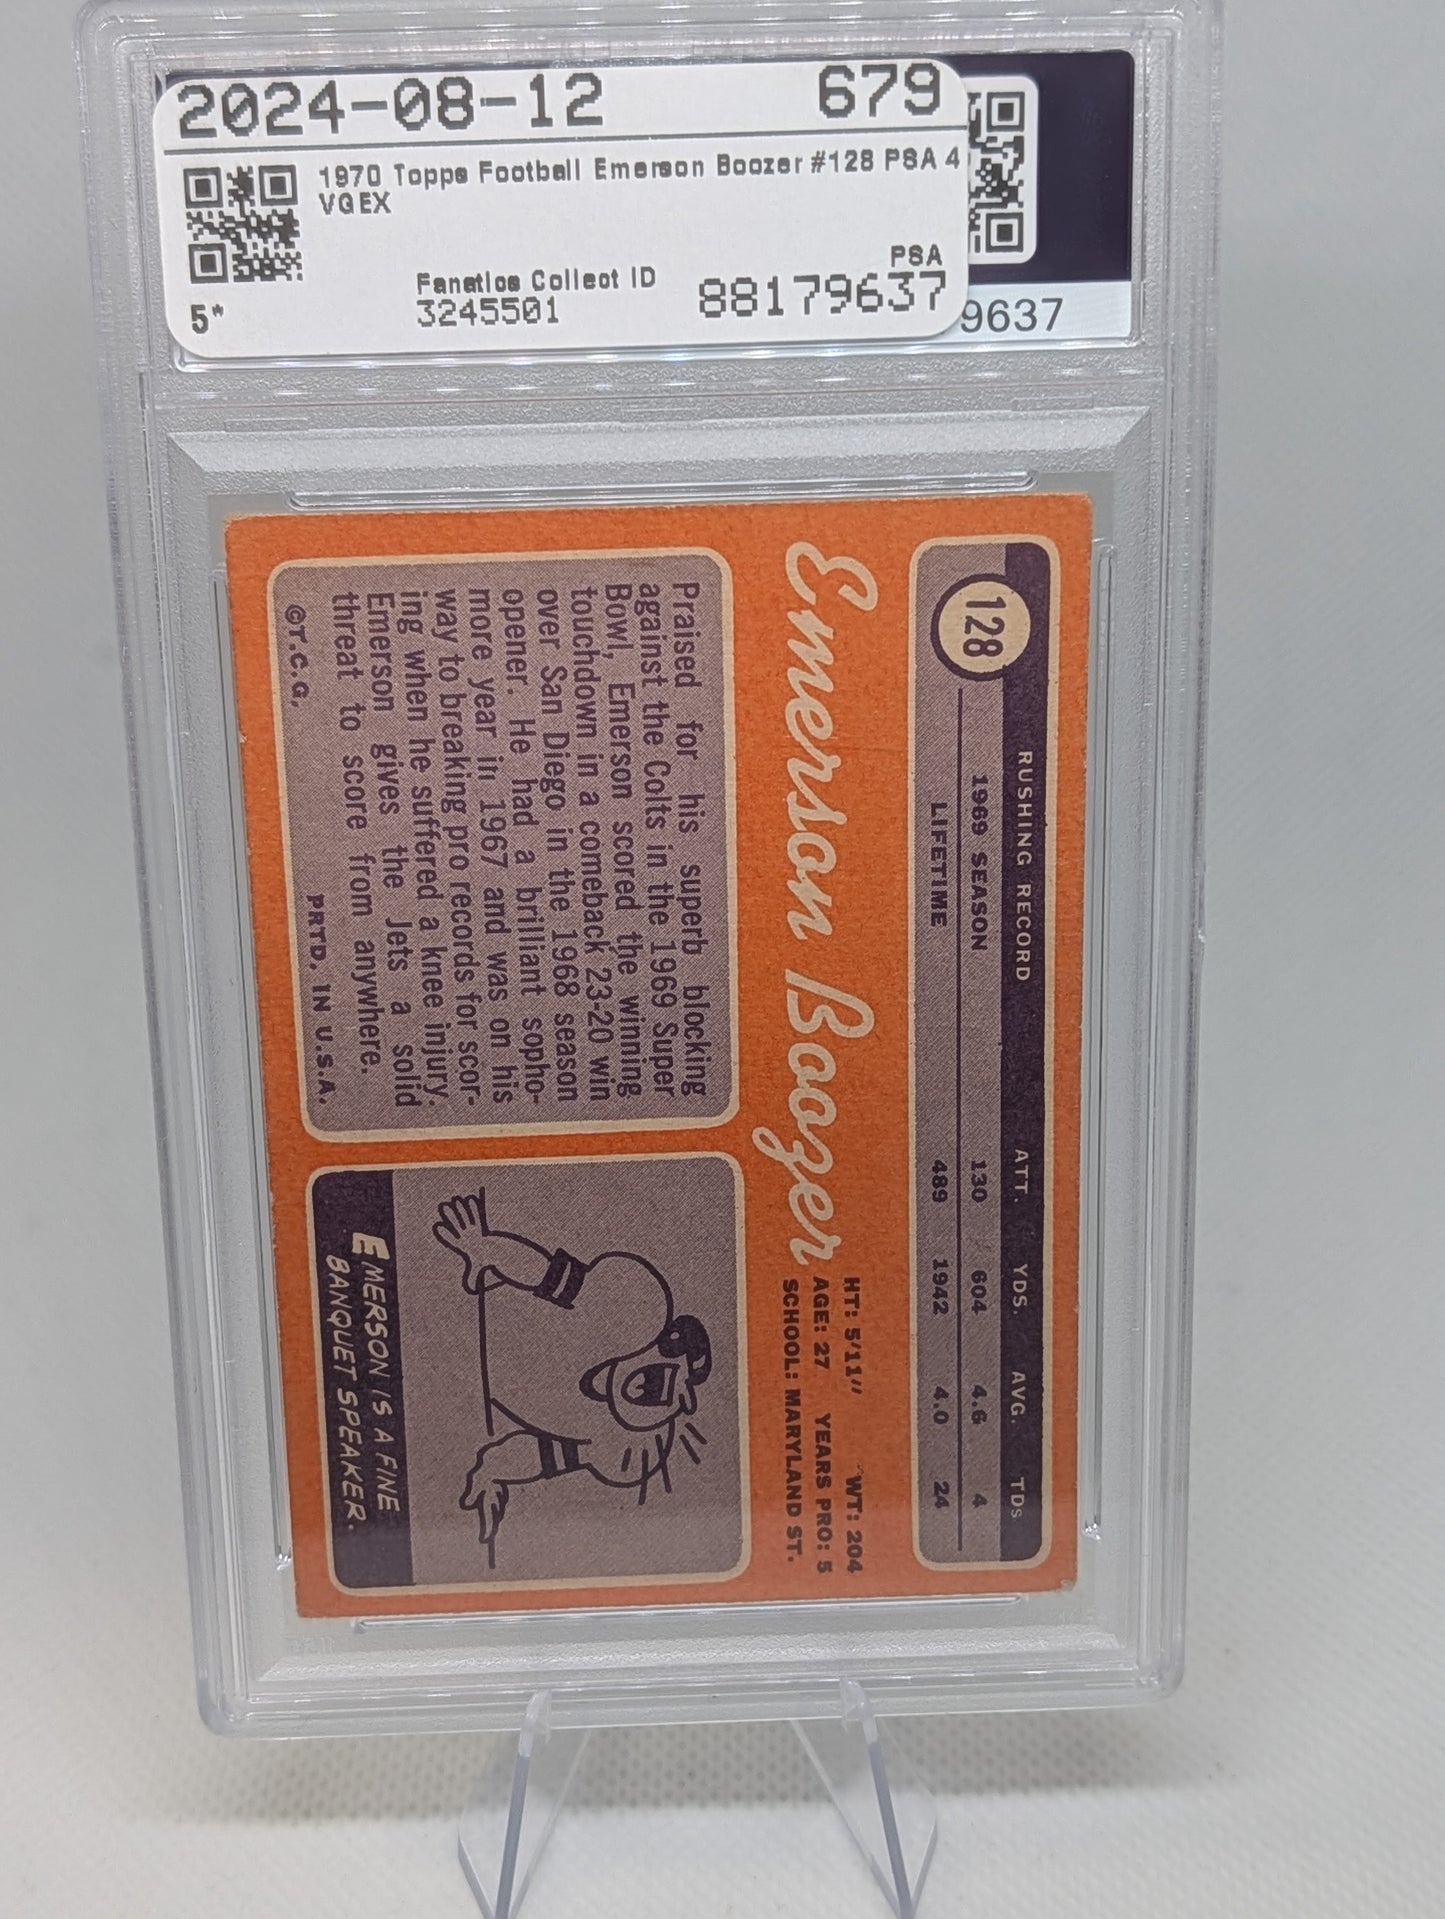 2024-08-12 679
1970 Topps Football Emerson Boozer #128 PSA 4
VGEX
PSA
Fanatics Collect ID
5* 3245501 88179637
9637
128
RUSHING RECORD ATT. YDS. AVG. TDS
1969 SEASON 130 604 4.6 4
LIFETIME 489 1942 4.0 24
Emerson Boozer
HT: 5'11" WT: 204
AGE: 27 YEARS PRO: 5
SCHOOL: MARYLAND ST.
Praised for his superb blocking
against the Colts in the 1969 Super
Bowl, Emerson scored the winning
touchdown in a comeback 23-20 win
over San Diego in the 1968 season
opener. He had a brilliant sopho-
more year in 1967 and was on his
way to breaking pro records for scor-
ing when he suffered a knee injury.
Emerson gives the Jets a solid
threat to score from anywhere.
©T.C.G. PRTD. IN U.S.A.
EMERSON IS A FINE
BANQUET SPEAKER.